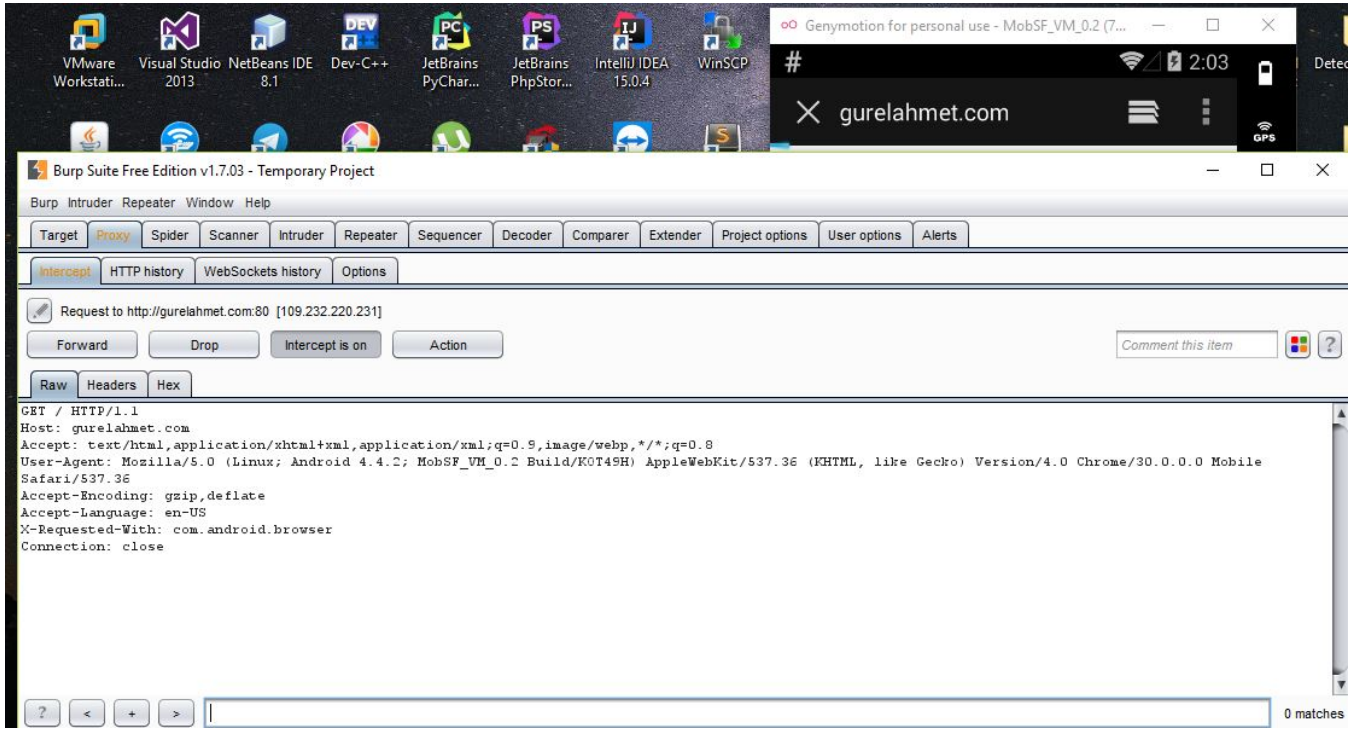 VMware Workstati...
Visual Studio 2013
NetBeans IDE 8.1
DEV
Dev-C++
PC
JetBrains PyChar...
PS
JetBrains PhpStor...
IJ
IntelliJ IDEA 15.0.4
WinSCP
Genymotion for personal use - MobSF_VM_0.2 (7...
# 2:03
gurelahmet.com
GPS
Detec
Burp Suite Free Edition v1.7.03 - Temporary Project
Burp Intruder Repeater Window Help
Target Proxy Spider Scanner Intruder Repeater Sequencer Decoder Comparer Extender Project options User options Alerts
Intercept HTTP history WebSockets history Options
Request to http://gurelahmet.com:80 [109.232.220.231]
Forward Drop Intercept is on Action Comment this item ?
Raw Headers Hex
GET / HTTP/1.1
Host: gurelahmet.com
Accept: text/html,application/xhtml+xml,application/xml;q=0.9,image/webp,*/*;q=0.8
User-Agent: Mozilla/5.0 (Linux; Android 4.4.2; MobSF_VM_0.2 Build/KOT49H) AppleWebKit/537.36 (KHTML, like Gecko) Version/4.0 Chrome/30.0.0.0 Mobile
Safari/537.36
Accept-Encoding: gzip,deflate
Accept-Language: en-US
X-Requested-With: com.android.browser
Connection: close
? < + > 0 matches